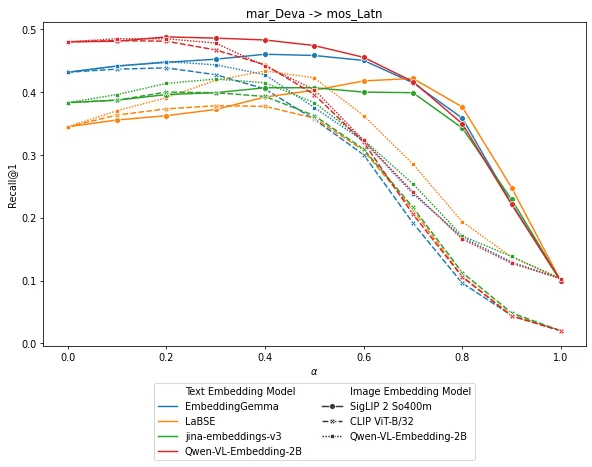 mar_Deva -> mos_Latn
Recall@1
0.5
0.4
0.3
0.2
0.1
0.0
0.0 0.2 0.4 0.6 0.8 1.0
α
Text Embedding Model
EmbeddingGemma
LaBSE
jina-embeddings-v3
Qwen-VL-Embedding-2B
Image Embedding Model
SigLIP 2 So400m
CLIP ViT-B/32
Qwen-VL-Embedding-2B